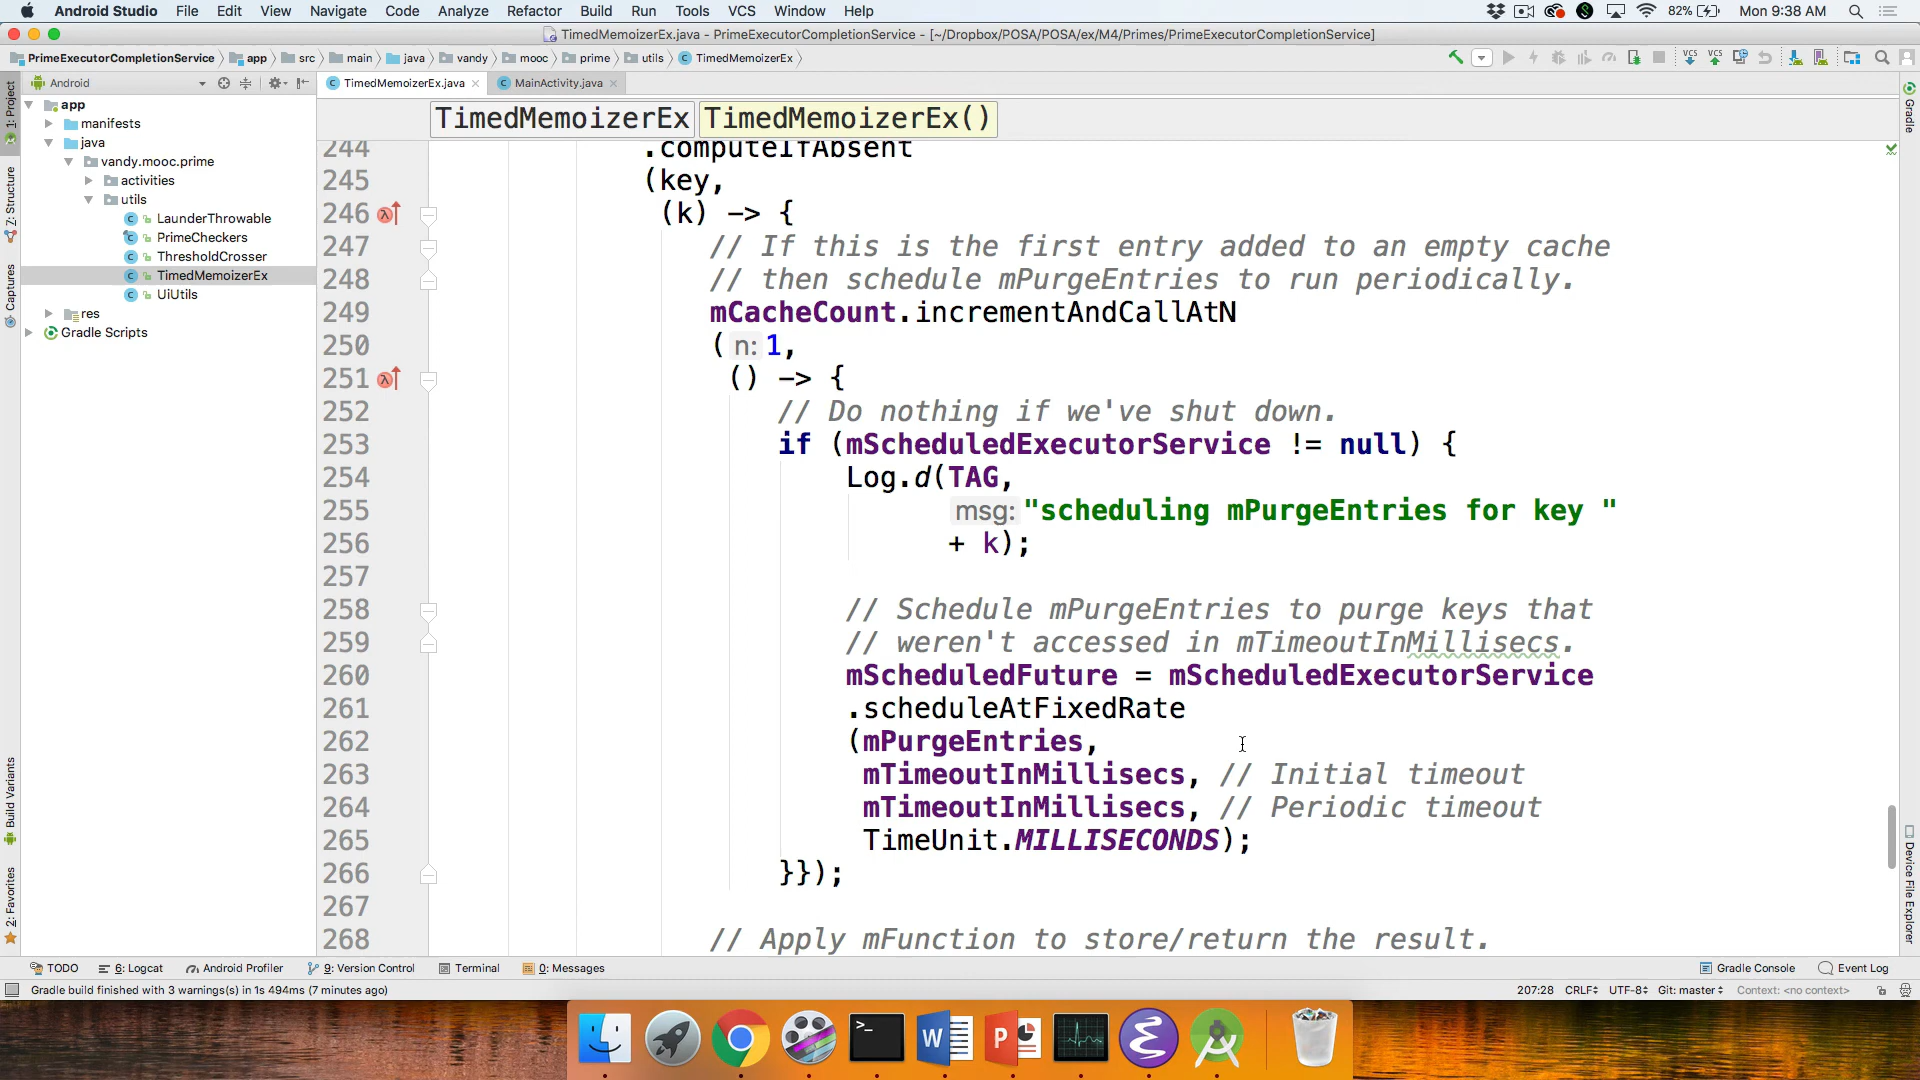 Android Studio File Edit View Navigate Code Analyze Refactor Build Run Tools VCS Window Help 82% Mon 9:38 AM
TimedMemoizerEx.java - PrimeExecutorCompletionService - [~/Dropbox/POSA/POSA/ex/M4/Primes/PrimeExecutorCompletionService]
PrimeExecutorCompletionService app src main java vandy mooc prime utils TimedMemoizerEx
Android TimedMemoizerEx.java MainActivity.java
TimedMemoizerEx TimedMemoizerEx()
app
manifests
java
vandy.mooc.prime
activities
utils
LaunderThrowable
PrimeCheckers
ThresholdCrosser
TimedMemoizerEx
UiUtils
res
Gradle Scripts
1: Project
7: Structure
Captures
Build Variants
2: Favorites
244 .computeIfAbsent
245 (key,
246 (k) -> {
247 // If this is the first entry added to an empty cache
248 // then schedule mPurgeEntries to run periodically.
249 mCacheCount.incrementAndCallAtN
250 ( n: 1,
251 () -> {
252 // Do nothing if we've shut down.
253 if (mScheduledExecutorService != null) {
254 Log.d(TAG,
255 msg: "scheduling mPurgeEntries for key "
256 + k);
257
258 // Schedule mPurgeEntries to purge keys that
259 // weren't accessed in mTimeoutInMillisecs.
260 mScheduledFuture = mScheduledExecutorService
261 .scheduleAtFixedRate
262 (mPurgeEntries,
263 mTimeoutInMillisecs, // Initial timeout
264 mTimeoutInMillisecs, // Periodic timeout
265 TimeUnit.MILLISECONDS);
266 }});
267
268 // Apply mFunction to store/return the result.
Gradle
Device File Explorer
TODO 6: Logcat Android Profiler 9: Version Control Terminal 0: Messages Gradle Console Event Log
Gradle build finished with 3 warnings(s) in 1s 494ms (7 minutes ago) 207:28 CRLF UTF-8 Git: master Context: <no context>